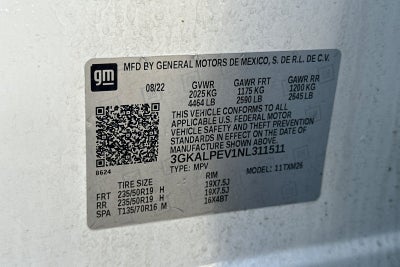 gm
MFD BY GENERAL MOTORS DE MEXICO, S DE R.L. DE C.V.
08/22 GVWR GAWR FRT GAWR RR
2025 KG 1175 KG 1200 KG
4464 LB 2590 LB 2645 LB
THIS VEHICLE CONFORMS TO ALL APPLICABLE U.S. FEDERAL MOTOR VEHICLE SAFETY, BUMPER, AND THEFT PREVENTION STANDARDS IN EFFECT ON THE DATE OF MANUFACTURE SHOWN ABOVE.
3GKALPEV1NL311511
8624 TYPE: MPV MODEL: 11TXM26
TIRE SIZE RIM
FRT 235/50R19 H 19X7.5J
RR 235/50R19 H 19X7.5J
SPA T135/70R16 M 16X4BT